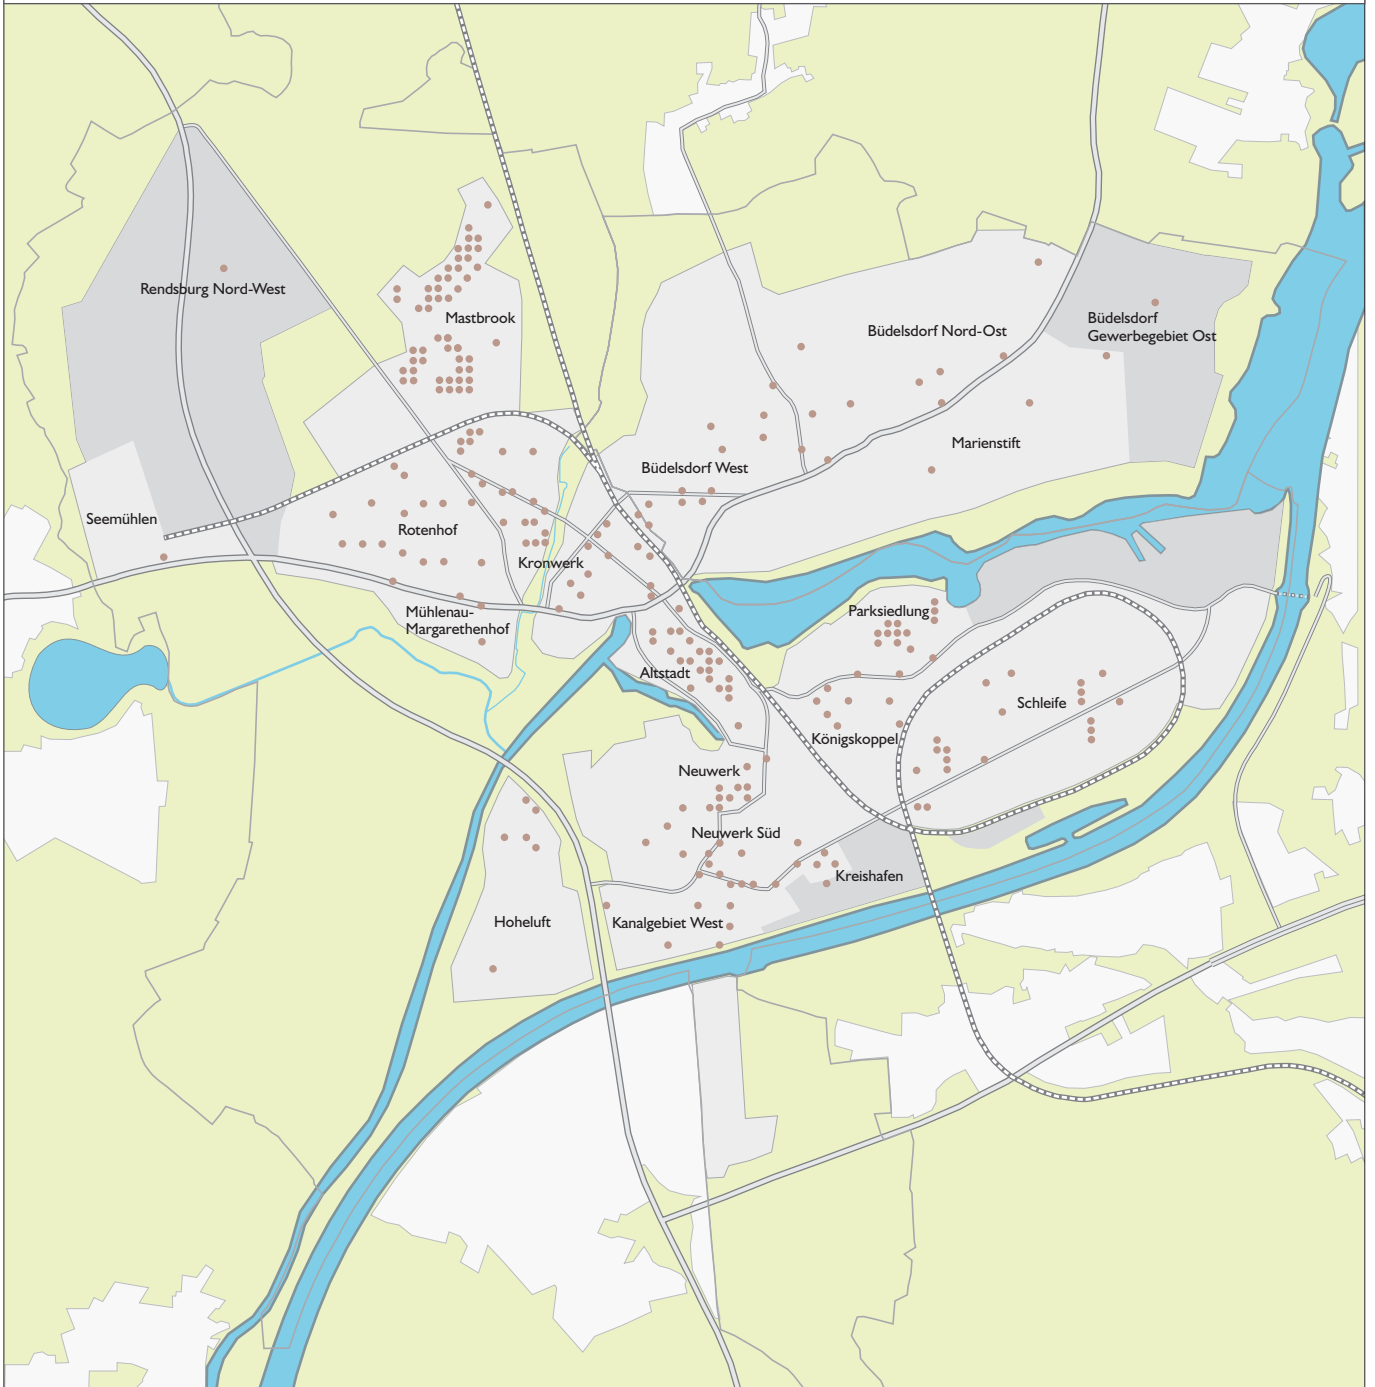 Rendsburg Nord-West
Mastbrook
Büdelsdorf Nord-Ost
Büdelsdorf
Gewerbegebiet Ost
Marienstift
Büdelsdorf West
Seemühlen
Rotenhof
Kronwerk
Mühlenau-
Margarethenhof
Parksiedlung
Altstadt
Schleife
Königskoppel
Neuwerk
Neuwerk Süd
Kreishafen
Hoheluft
Kanalgebiet West